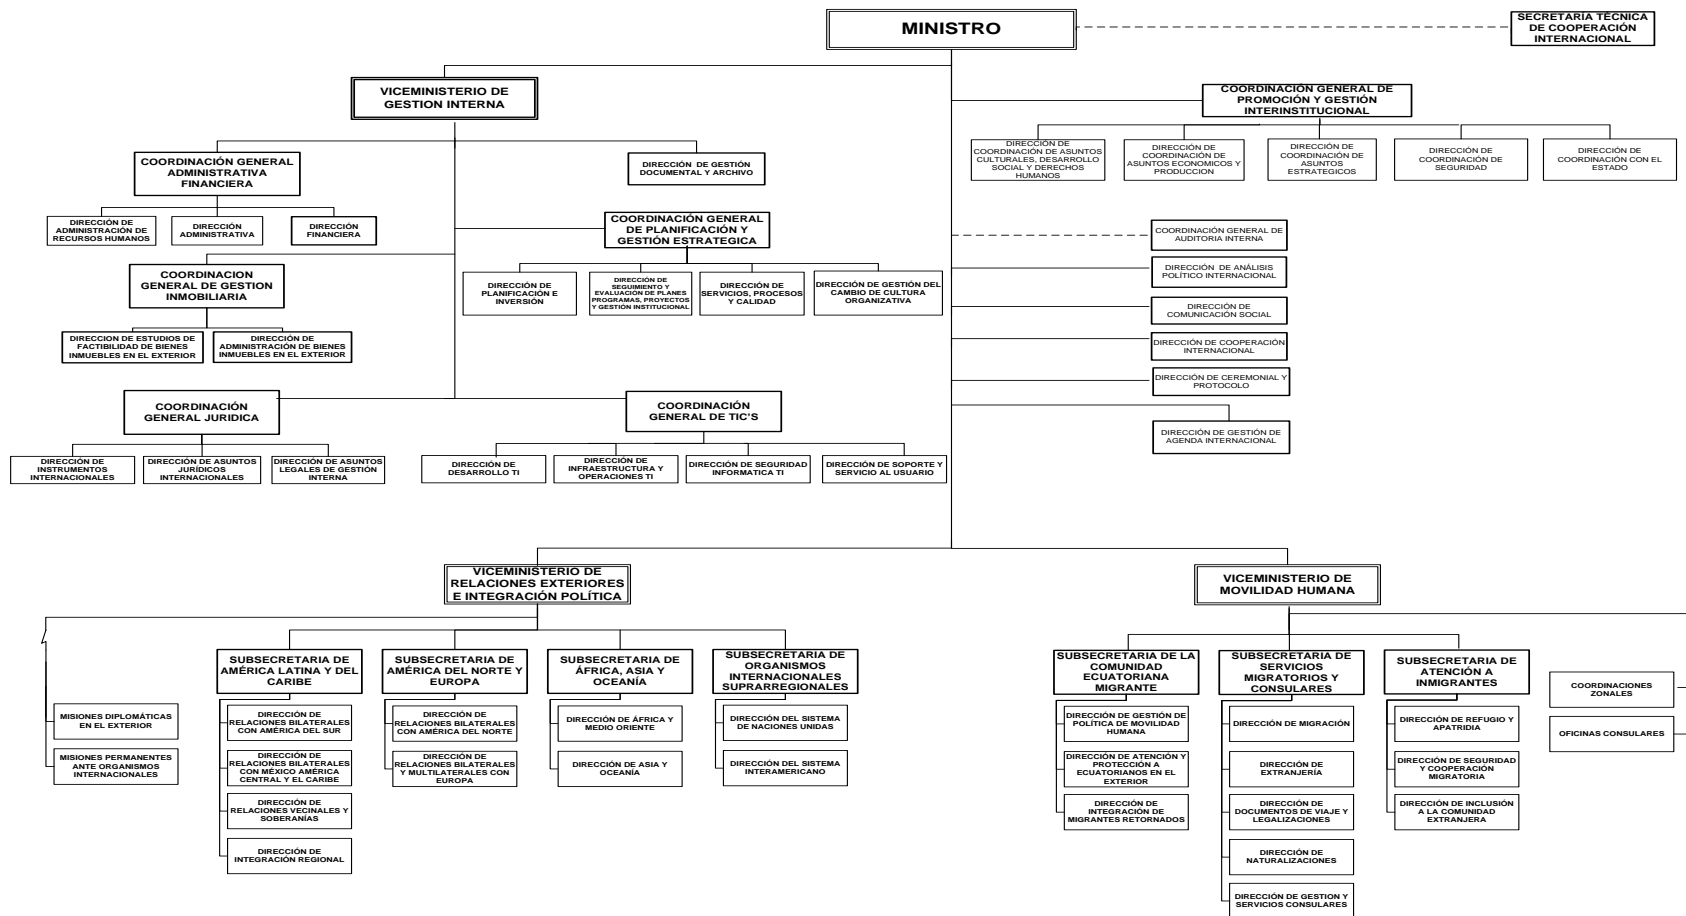 MINISTRO
SECRETARÍA TÉCNICA
DE COOPERACIÓN
INTERNACIONAL
VICEMINISTERIO DE
GESTION INTERNA
COORDINACIÓN GENERAL DE
PROMOCIÓN Y GESTIÓN
INTERINSTITUCIONAL
DIRECCIÓN DE
COORDINACIÓN DE ASUNTOS
CULTURALES, DESARROLLO
SOCIAL Y DERECHOS
HUMANOS
DIRECCIÓN DE
COORDINACIÓN DE
ASUNTOS ECONOMICOS Y
PRODUCCION
DIRECCIÓN DE
COORDINACIÓN DE
ASUNTOS
ESTRATEGICOS
DIRECCIÓN DE
COORDINACIÓN DE
SEGURIDAD
DIRECCIÓN DE
COORDINACIÓN CON EL
ESTADO
COORDINACIÓN GENERAL
ADMINISTRATIVA
FINANCIERA
DIRECCIÓN DE GESTIÓN
DOCUMENTAL Y ARCHIVO
DIRECCIÓN DE
ADMINISTRACIÓN DE
RECURSOS HUMANOS
DIRECCIÓN
ADMINISTRATIVA
DIRECCIÓN
FINANCIERA
COORDINACIÓN GENERAL
DE PLANIFICACIÓN Y
GESTIÓN ESTRATEGICA
COORDINACIÓN GENERAL DE
AUDITORIA INTERNA
COORDINACION
GENERAL DE GESTION
INMOBILIARIA
DIRECCIÓN DE
PLANIFICACIÓN E
INVERSIÓN
DIRECCIÓN DE
SEGUIMIENTO Y
EVALUACIÓN DE PLANES
PROGRAMAS, PROYECTOS
Y GESTIÓN INSTITUCIONAL
DIRECCIÓN DE
SERVICIOS, PROCESOS
Y CALIDAD
DIRECCIÓN DE GESTIÓN DEL
CAMBIO DE CULTURA
ORGANIZATIVA
DIRECCIÓN DE ANÁLISIS
POLÍTICO INTERNACIONAL
DIRECCIÓN DE
COMUNICACIÓN SOCIAL
DIRECCION DE ESTUDIOS DE
FACTIBILIDAD DE BIENES
INMUEBLES EN EL EXTERIOR
DIRECCIÓN DE
ADMINISTRACIÓN DE BIENES
INMUEBLES EN EL EXTERIOR
DIRECCIÓN DE COOPERACIÓN
INTERNACIONAL
DIRECCIÓN DE CEREMONIAL Y
PROTOCOLO
COORDINACIÓN
GENERAL JURIDICA
COORDINACIÓN
GENERAL DE TIC'S
DIRECCIÓN DE GESTIÓN DE
AGENDA INTERNACIONAL
DIRECCIÓN DE
INSTRUMENTOS
INTERNACIONALES
DIRECCIÓN DE ASUNTOS
JURÍDICOS
INTERNACIONALES
DIRECCIÓN DE ASUNTOS
LEGALES DE GESTIÓN
INTERNA
DIRECCIÓN DE
DESARROLLO TI
DIRECCIÓN DE
INFRAESTRUCTURA Y
OPERACIONES TI
DIRECCIÓN DE SEGURIDAD
INFORMATICA TI
DIRECCIÓN DE SOPORTE Y
SERVICIO AL USUARIO
VICEMINISTERIO DE
RELACIONES EXTERIORES
E INTEGRACIÓN POLÍTICA
VICEMINISTERIO DE
MOVILIDAD HUMANA
SUBSECRETARIA DE
AMÉRICA LATINA Y DEL
CARIBE
SUBSECRETARIA DE
AMÉRICA DEL NORTE Y
EUROPA
SUBSECRETARIA DE
ÁFRICA, ASIA Y
OCEANÍA
SUBSECRETARIA DE
ORGANISMOS
INTERNACIONALES
SUPRARREGIONALES
SUBSECRETARIA DE LA
COMUNIDAD
ECUATORIANA
MIGRANTE
SUBSECRETARIA DE
SERVICIOS
MIGRATORIOS Y
CONSULARES
SUBSECRETARIA DE
ATENCIÓN A
INMIGRANTES
COORDINACIONES
ZONALES
OFICINAS CONSULARES
MISIONES DIPLOMÁTICAS
EN EL EXTERIOR
MISIONES PERMANENTES
ANTE ORGANISMOS
INTERNACIONALES
DIRECCIÓN DE
RELACIONES BILATERALES
CON AMÉRICA DEL SUR
DIRECCIÓN DE
RELACIONES BILATERALES
CON MÉXICO AMÉRICA
CENTRAL Y EL CARIBE
DIRECCIÓN DE
RELACIONES VECINALES Y
SOBERANÍAS
DIRECCIÓN DE
INTEGRACIÓN REGIONAL
DIRECCIÓN DE
RELACIONES BILATERALES
CON AMÉRICA DEL NORTE
DIRECCIÓN DE
RELACIONES BILATERALES
Y MULTILATERALES CON
EUROPA
DIRECCIÓN DE ÁFRICA Y
MEDIO ORIENTE
DIRECCIÓN DE ASIA Y
OCEANÍA
DIRECCIÓN DEL SISTEMA
DE NACIONES UNIDAS
DIRECCIÓN DEL SISTEMA
INTERAMERICANO
DIRECCIÓN DE GESTIÓN DE
POLÍTICA DE MOVILIDAD
HUMANA
DIRECCIÓN DE ATENCIÓN Y
PROTECCIÓN A
ECUATORIANOS EN EL
EXTERIOR
DIRECCIÓN DE
INTEGRACIÓN DE
MIGRANTES RETORNADOS
DIRECCIÓN DE MIGRACIÓN
DIRECCIÓN DE
EXTRANJERÍA
DIRECCIÓN DE
DOCUMENTOS DE VIAJE Y
LEGALIZACIONES
DIRECCIÓN DE
NATURALIZACIONES
DIRECCIÓN DE GESTION Y
SERVICIOS CONSULARES
DIRECCIÓN DE REFUGIO Y
APATRIDIA
DIRECCIÓN DE SEGURIDAD
Y COOPERACIÓN
MIGRATORIA
DIRECCIÓN DE INCLUSIÓN
A LA COMUNIDAD
EXTRANJERA